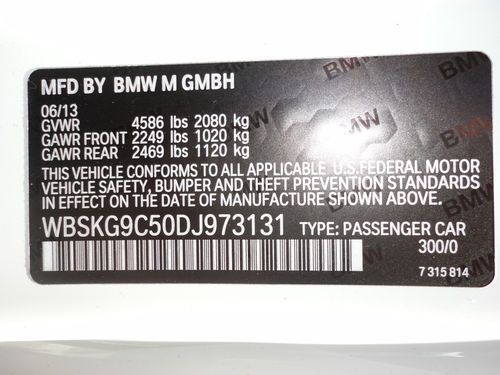 MFD BY BMW M GMBH
06/13
GVWR 4586 lbs 2080 kg
GAWR FRONT 2249 lbs 1020 kg
GAWR REAR 2469 lbs 1120 kg
THIS VEHICLE CONFORMS TO ALL APPLICABLE U.S.FEDERAL MOTOR
VEHICLE SAFETY, BUMPER AND THEFT PREVENTION STANDARDS
IN EFFECT ON THE DATE OF MANUFACTURE SHOWN ABOVE.
WBSKG9C50DJ973131 TYPE: PASSENGER CAR
300/0
7 315 814